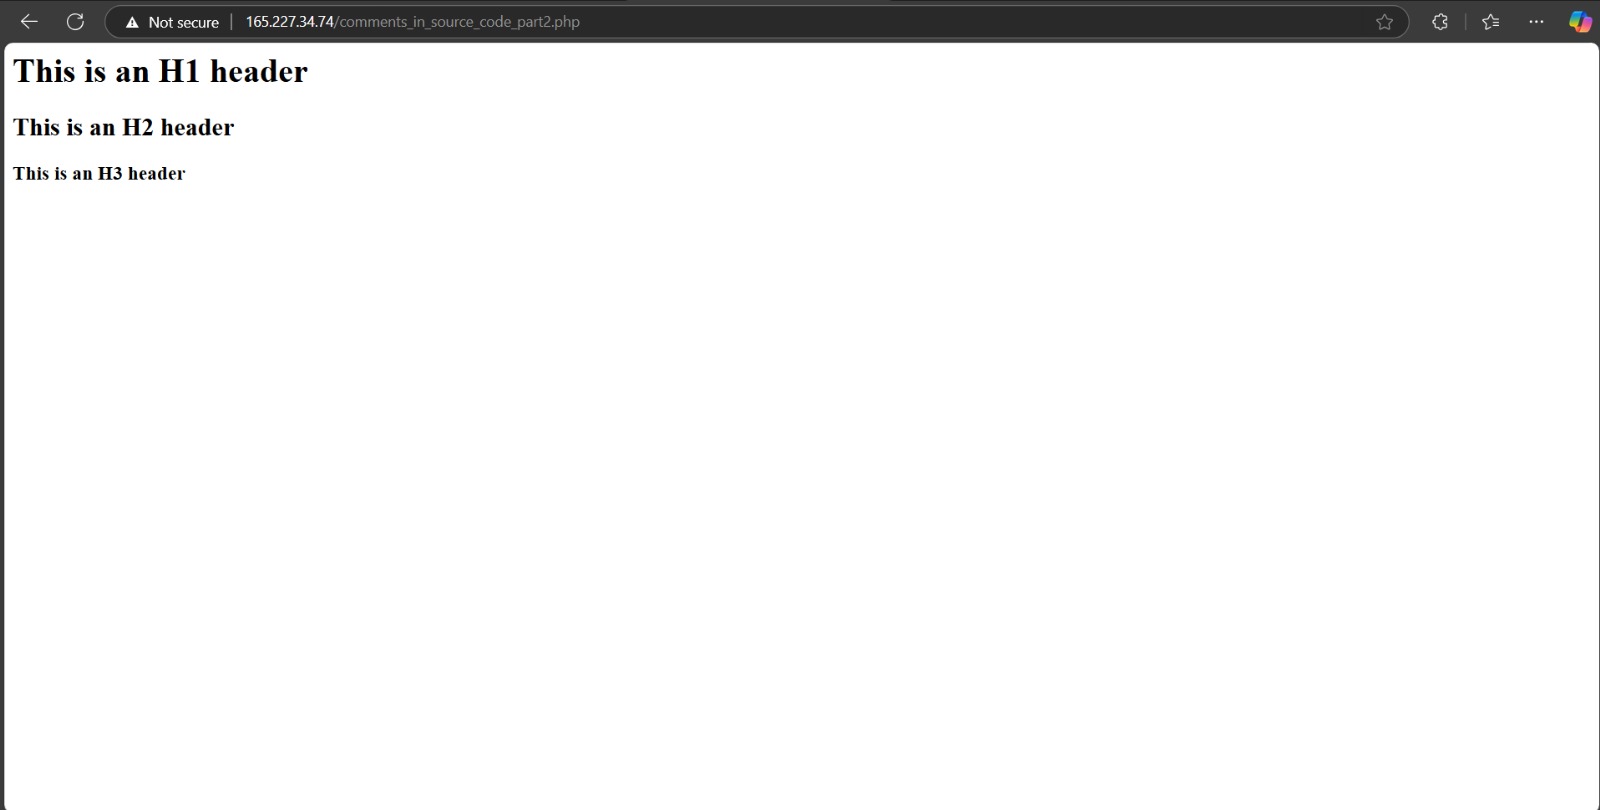 Not secure | 165.227.34.74/comments_in_source_code_part2.php
This is an H1 header
This is an H2 header
This is an H3 header